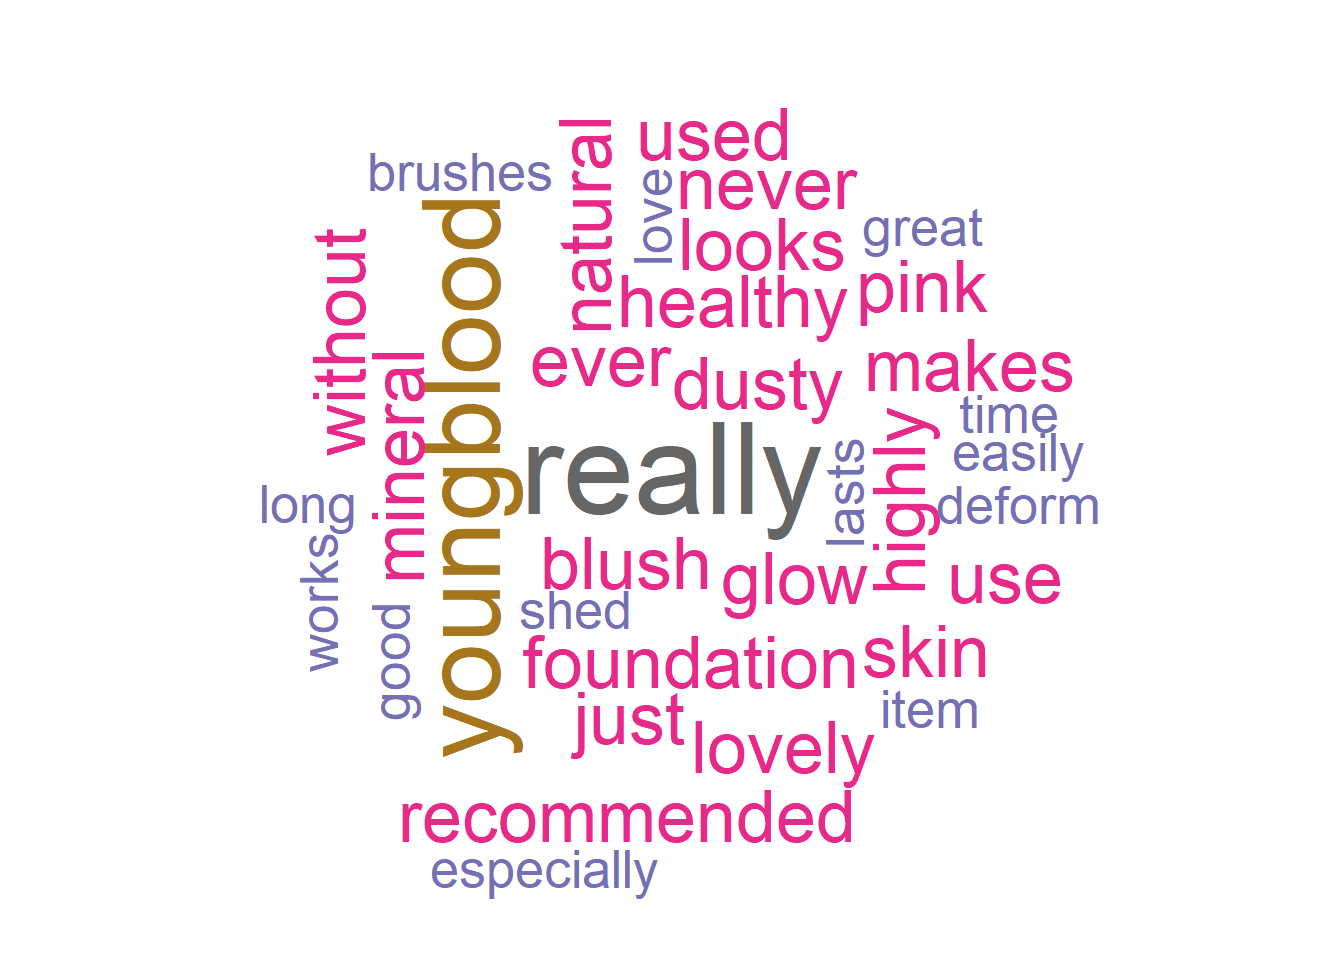 used
natural
brushes
love
never
great
looks
without
healthy
pink
youngblood
mineral
ever
dusty
makes
time
really
easily
lasts
highly
long
deform
works
blush
glow
use
shed
good
foundation
skin
just
item
lovely
recommended
especially